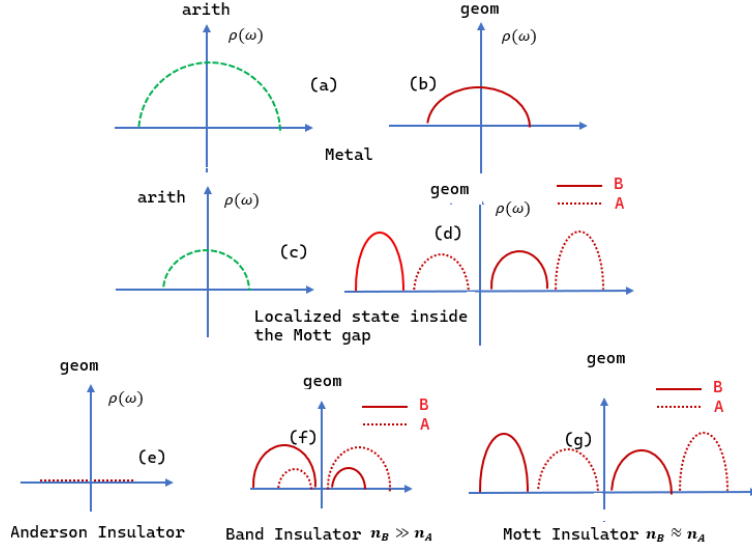 arith
geom
ρ(ω)
ρ(ω)
(a)
(b)
Metal
arith
ρ(ω)
geom
B
A
ρ(ω)
(c)
(d)
Localized state inside
the Mott gap
geom
ρ(ω)
(e)
geom
B
A
(f)
geom
B
A
(g)
Anderson Insulator
Band Insulator n_B ≫ n_A
Mott Insulator n_B ≈ n_A